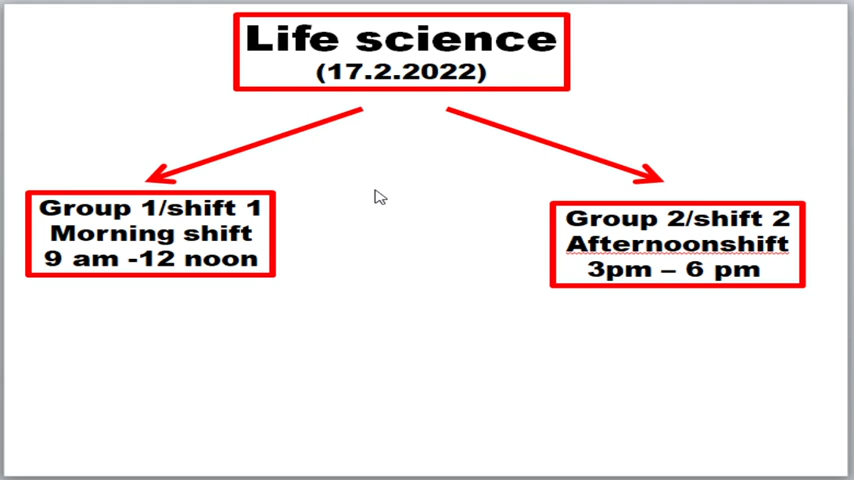 Life science
(17.2.2022)
Group 1/shift 1
Morning shift
9 am -12 noon
Group 2/shift 2
Afternoonshift
3pm – 6 pm